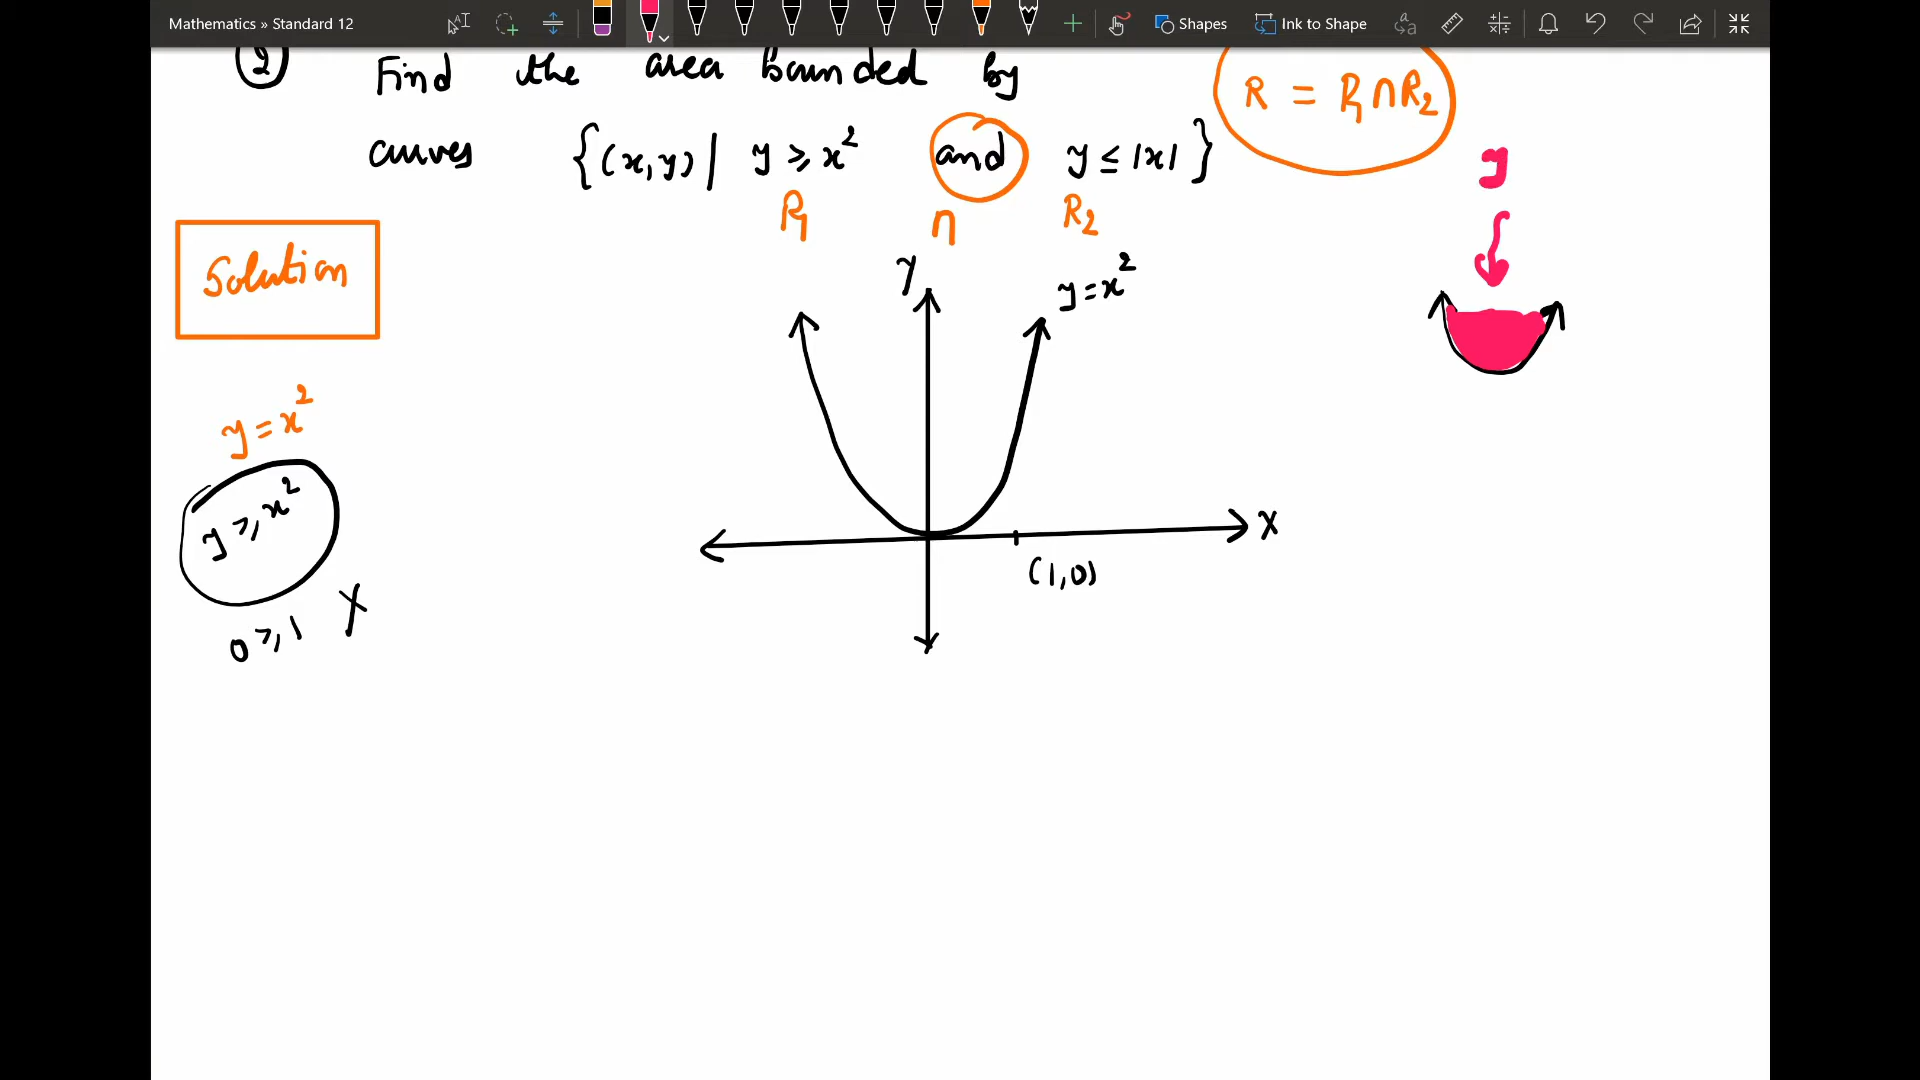 Mathematics » Standard 12
Shapes
Ink to Shape
② Find the area bounded by
curves {(x,y) | y ≥ x² and y ≤ |x| }
R = R₁ ∩ R₂
R₁ ∩ R₂
y
Solution
Y
y = x²
X
(1,0)
y = x²
y ≥ x²
0 ≥ 1 X